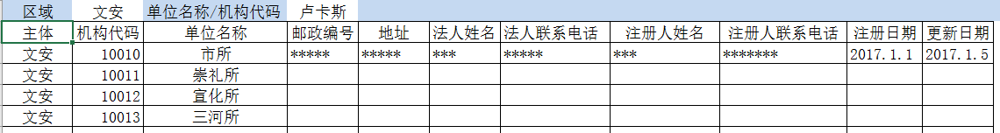 区域 文安 单位名称/机构代码 卢卡斯
主体 机构代码 单位名称 邮政编号 地址 法人姓名 法人联系电话 注册人姓名 注册人联系电话 注册日期 更新日期
文安 10010 市所 ***** ***** *** ***** *** ******* 2017.1.1 2017.1.5
文安 10011 崇礼所
文安 10012 宣化所
文安 10013 三河所